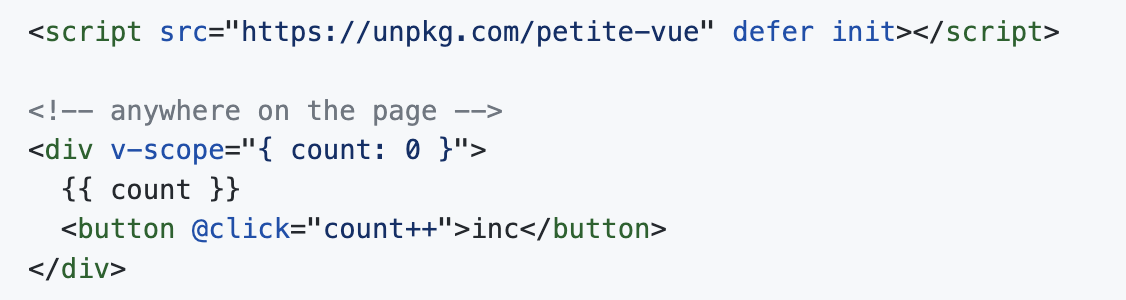 <script src="https://unpkg.com/petite-vue" defer init></script>
<!-- anywhere on the page -->
<div v-scope="{ count: 0 }">
  {{ count }}
  <button @click="count++">inc</button>
</div>